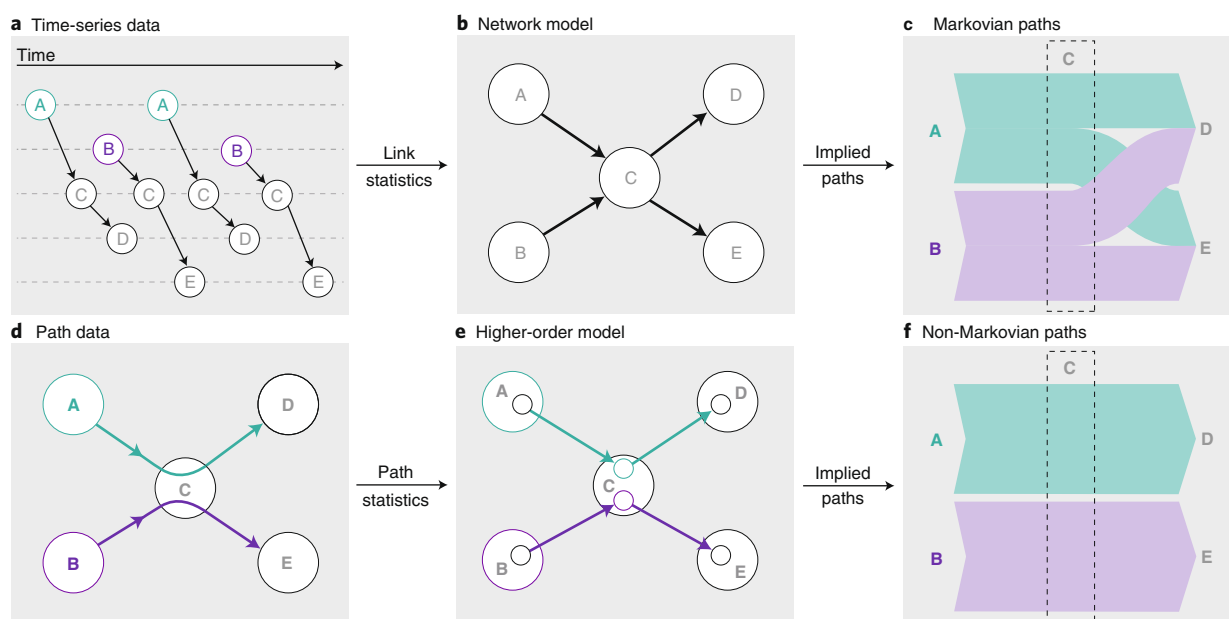 a Time-series data
Time
A
A
B
B
C
C
C
C
D
D
E
E
Link
statistics
b Network model
A
D
C
B
E
Implied
paths
c Markovian paths
C
A
D
B
E
d Path data
A
D
C
B
E
Path
statistics
e Higher-order model
A
D
C
B
E
Implied
paths
f Non-Markovian paths
C
A
D
B
E